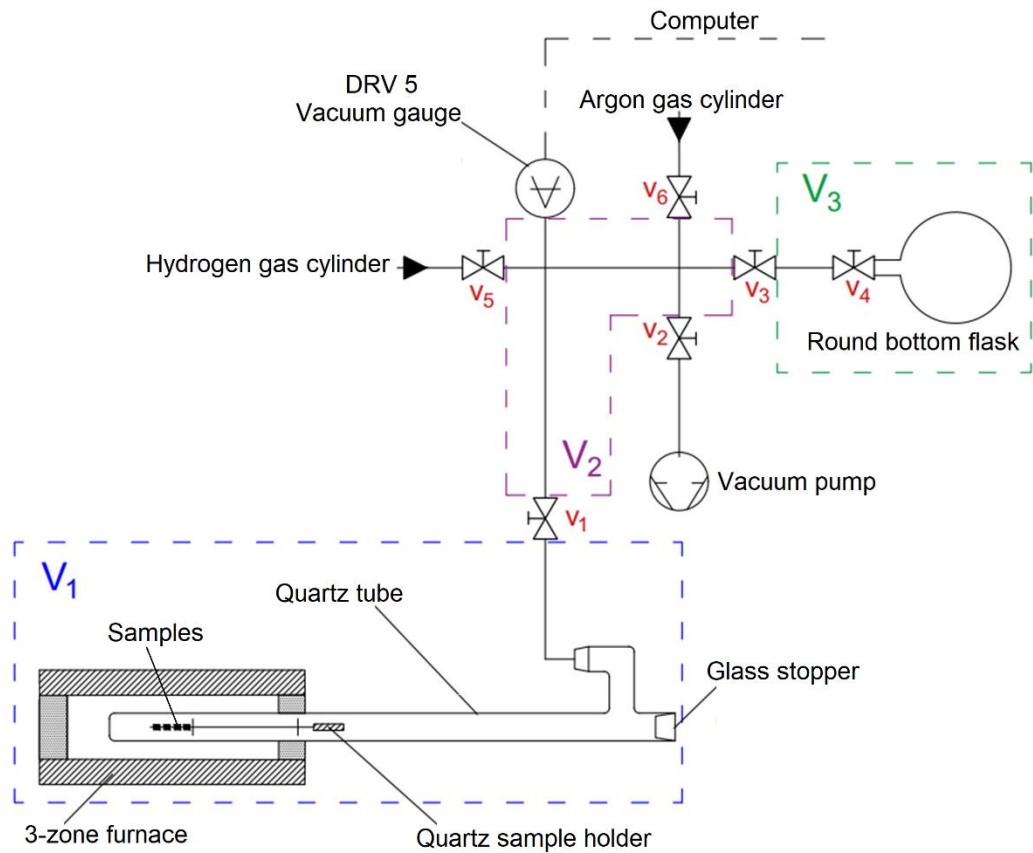 Computer
DRV 5
Vacuum gauge
Argon gas cylinder
V₃
v₆
Hydrogen gas cylinder
v₅
v₃
v₄
Round bottom flask
v₂
V₂
Vacuum pump
v₁
V₁
Quartz tube
Samples
Glass stopper
3-zone furnace
Quartz sample holder